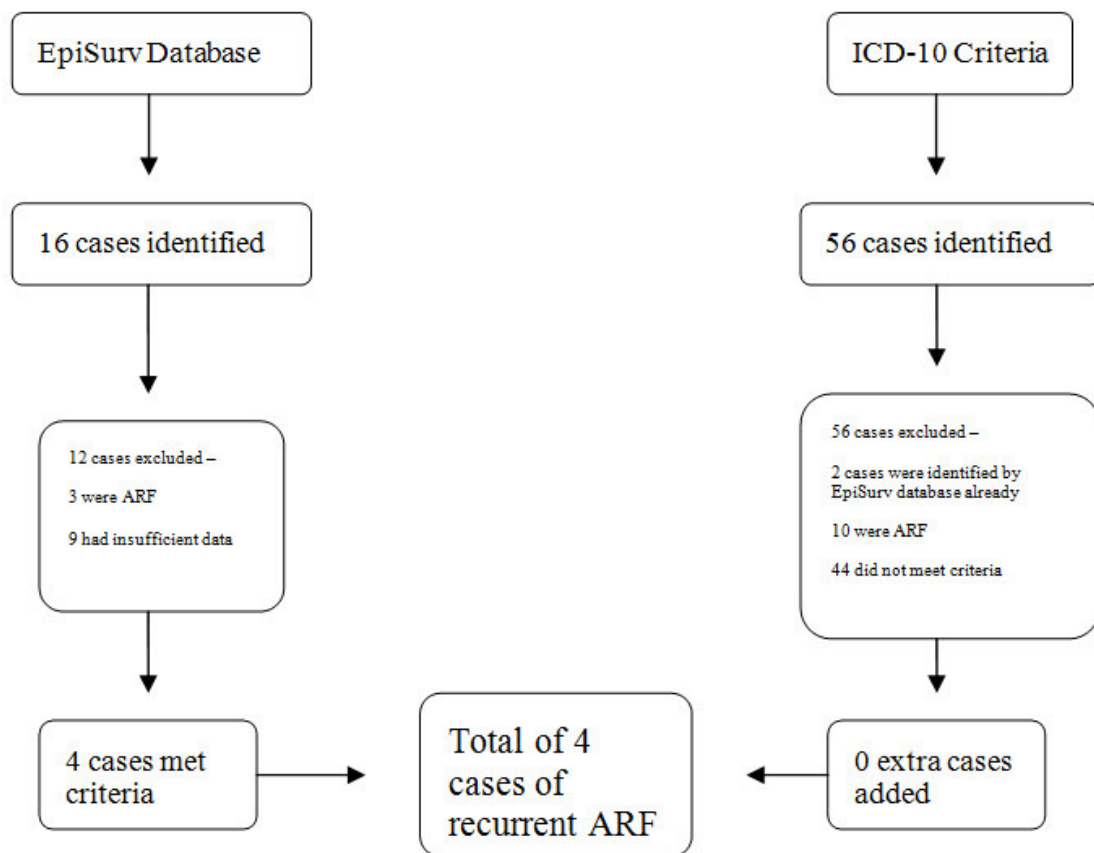 EpiSurv Database
ICD-10 Criteria
16 cases identified
56 cases identified
12 cases excluded –
3 were ARF
9 had insufficient data
56 cases excluded –
2 cases were identified by
EpiSurv database already
10 were ARF
44 did not meet criteria
4 cases met
criteria
Total of 4
cases of
recurrent ARF
0 extra cases
added